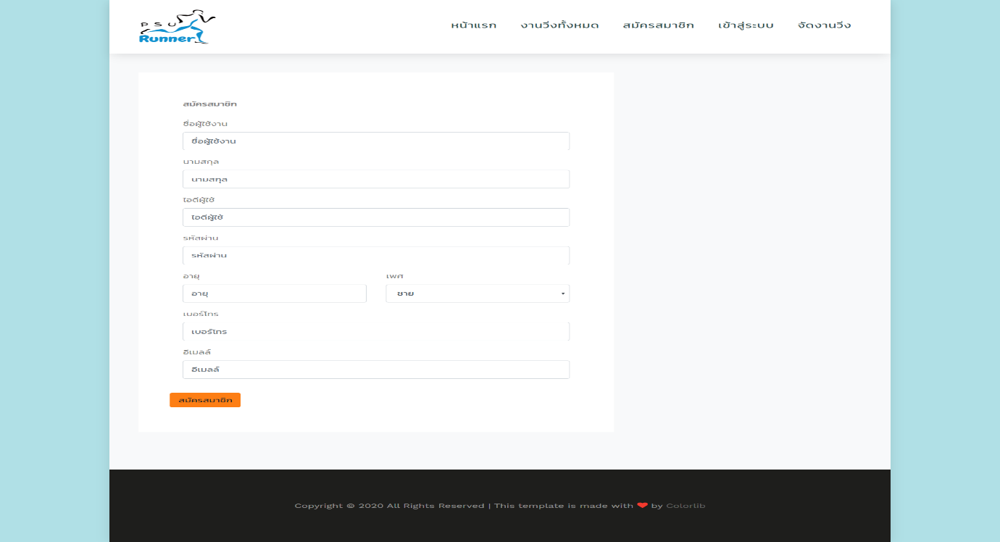 PSU
Runner
หน้าแรก งานวิ่งทั้งหมด สมัครสมาชิก เข้าสู่ระบบ จัดงานวิ่ง
สมัครสมาชิก
ชื่อผู้ใช้งาน
ชื่อผู้ใช้งาน
นามสกุล
นามสกุล
ไอดีผู้ใช้
ไอดีผู้ใช้
รหัสผ่าน
รหัสผ่าน
อายุ เพศ
อายุ ชาย
เบอร์โทร
เบอร์โทร
อีเมลล์
อีเมลล์
สมัครสมาชิก
Copyright © 2020 All Rights Reserved | This template is made with ❤ by Colorlib